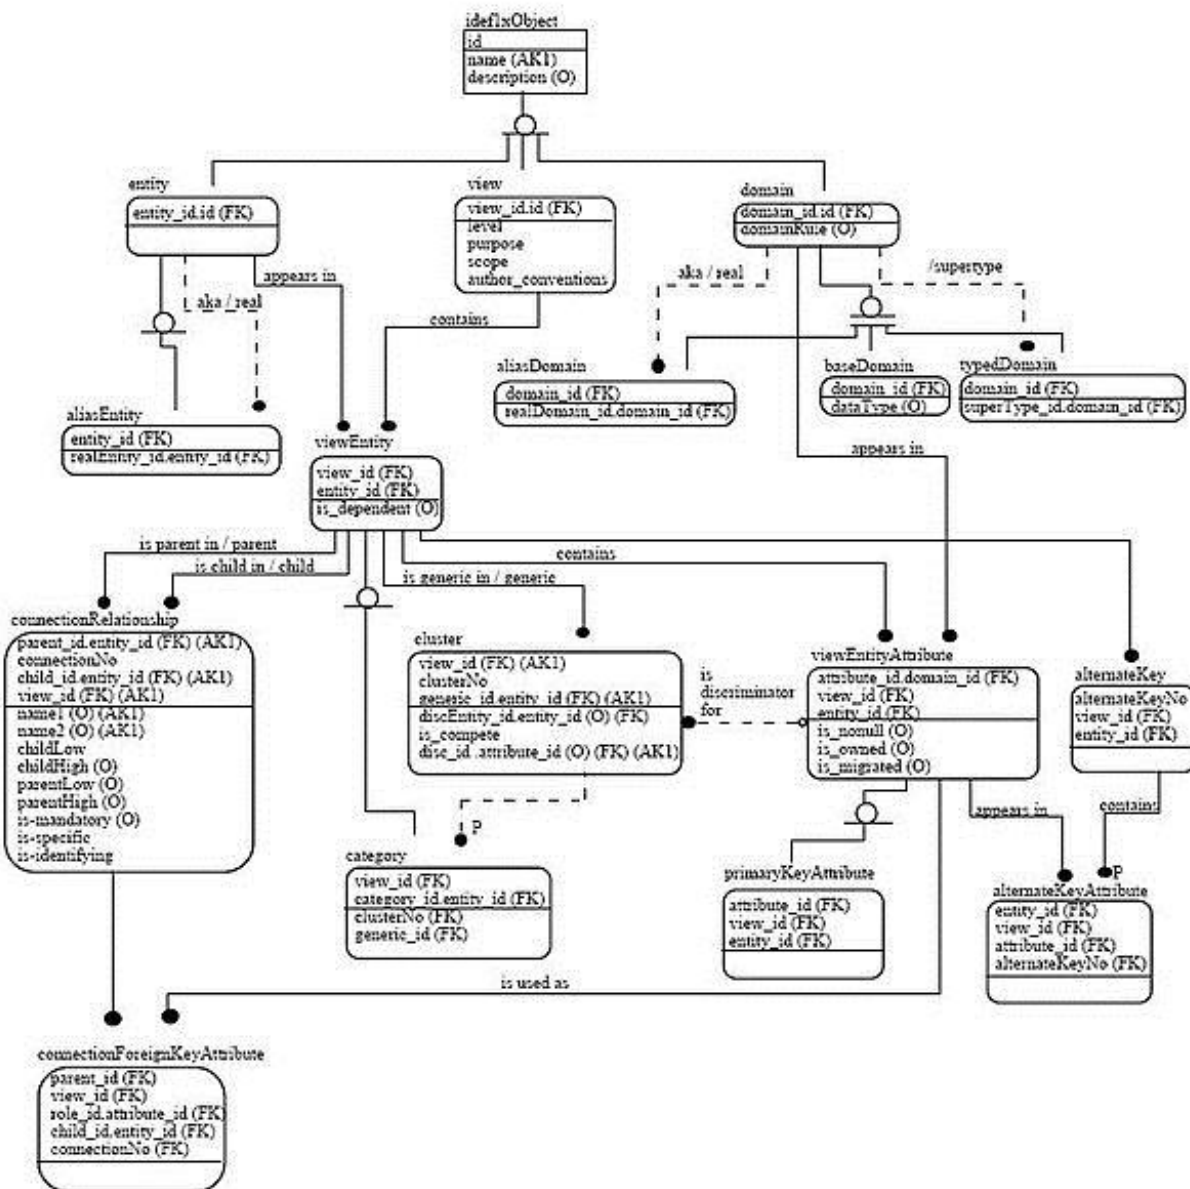 idef1xObject
id
name (AK1)
description (O)
entity
entity_id.id (FK)
view
view_id.id (FK)
level
purpose
scope
author_conventions
domain
domain_id.id (FK)
domainRule (O)
appears in
aka / real
contains
aka / real
/supertype
aliasEntity
entity_id (FK)
realEntity_id.entity_id (FK)
aliasDomain
domain_id (FK)
realDomain_id.domain_id (FK)
baseDomain
domain_id (FK)
dataType (O)
typedDomain
domain_id (FK)
superType_id.domain_id (FK)
viewEntity
view_id (FK)
entity_id (FK)
is_dependent (O)
appears in
is parent in / parent
is child in / child
is generic in / generic
contains
connectionRelationship
parent_id.entity_id (FK) (AK1)
connectionNo
child_id.entity_id (FK) (AK1)
view_id (FK) (AK1)
name1 (O) (AK1)
name2 (O) (AK1)
childLow
childHigh (O)
parentLow (O)
parentHigh (O)
is-mandatory (O)
is-specific
is-identifying
cluster
view_id (FK) (AK1)
clusterNo
generic_id.entity_id (FK) (AK1)
discEntity_id.entity_id (O) (FK)
is_compete
disc_id .attribute_id (O) (FK) (AK1)
is
discriminator
for
viewEntityAttribute
attribute_id.domain_id (FK)
view_id (FK)
entity_id (FK)
is_nonull (O)
is_owned (O)
is_migrated (O)
alternateKey
alternateKeyNo
view_id (FK)
entity_id (FK)
P
category
view_id (FK)
category_id.entity_id (FK)
clusterNo (FK)
generic_id (FK)
primaryKeyAttribute
attribute_id (FK)
view_id (FK)
entity_id (FK)
appears in
contains
P
alternateKeyAttribute
entity_id (FK)
view_id (FK)
attribute_id (FK)
alternateKeyNo (FK)
is used as
connectionForeignKeyAttribute
parent_id (FK)
view_id (FK)
role_id.attribute_id (FK)
child_id.entity_id (FK)
connectionNo (FK)